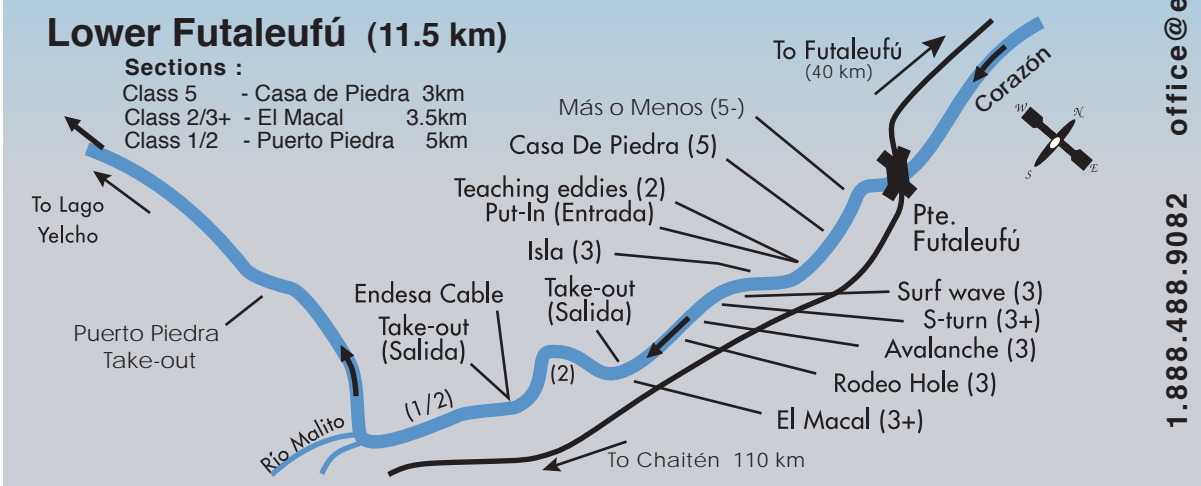 Lower Futaleufú (11.5 km)
Sections :
Class 5 - Casa de Piedra 3km
Class 2/3+ - El Macal 3.5km
Class 1/2 - Puerto Piedra 5km
To Futaleufú
(40 km)
Corazón
N
W
E
S
Más o Menos (5-)
Casa De Piedra (5)
Teaching eddies (2)
Put-In (Entrada)
Isla (3)
Pte.
Futaleufú
To Lago
Yelcho
Endesa Cable
Take-out
(Salida)
Take-out
(Salida)
Surf wave (3)
S-turn (3+)
Avalanche (3)
Rodeo Hole (3)
El Macal (3+)
Puerto Piedra
Take-out
(2)
(1/2)
Río Malito
To Chaitén 110 km
1.888.488.9082 office@e